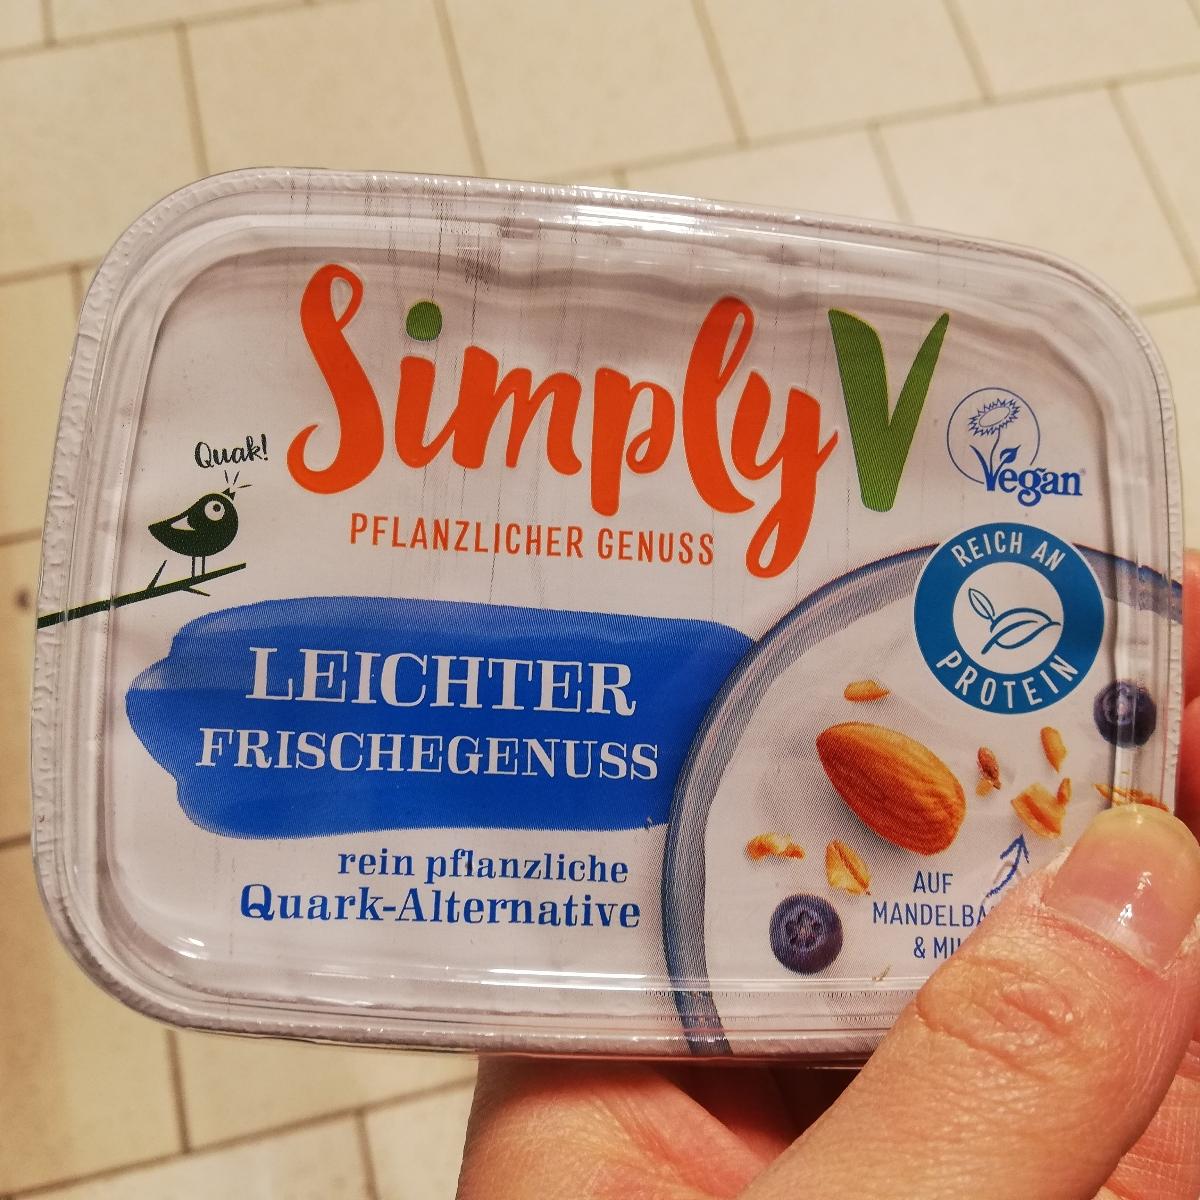 Simply V
Quak!
PFLANZLICHER GENUSS
Vegan
REICH AN
PROTEIN
LEICHTER
FRISCHEGENUSS
rein pflanzliche
Quark-Alternative
AUF
&